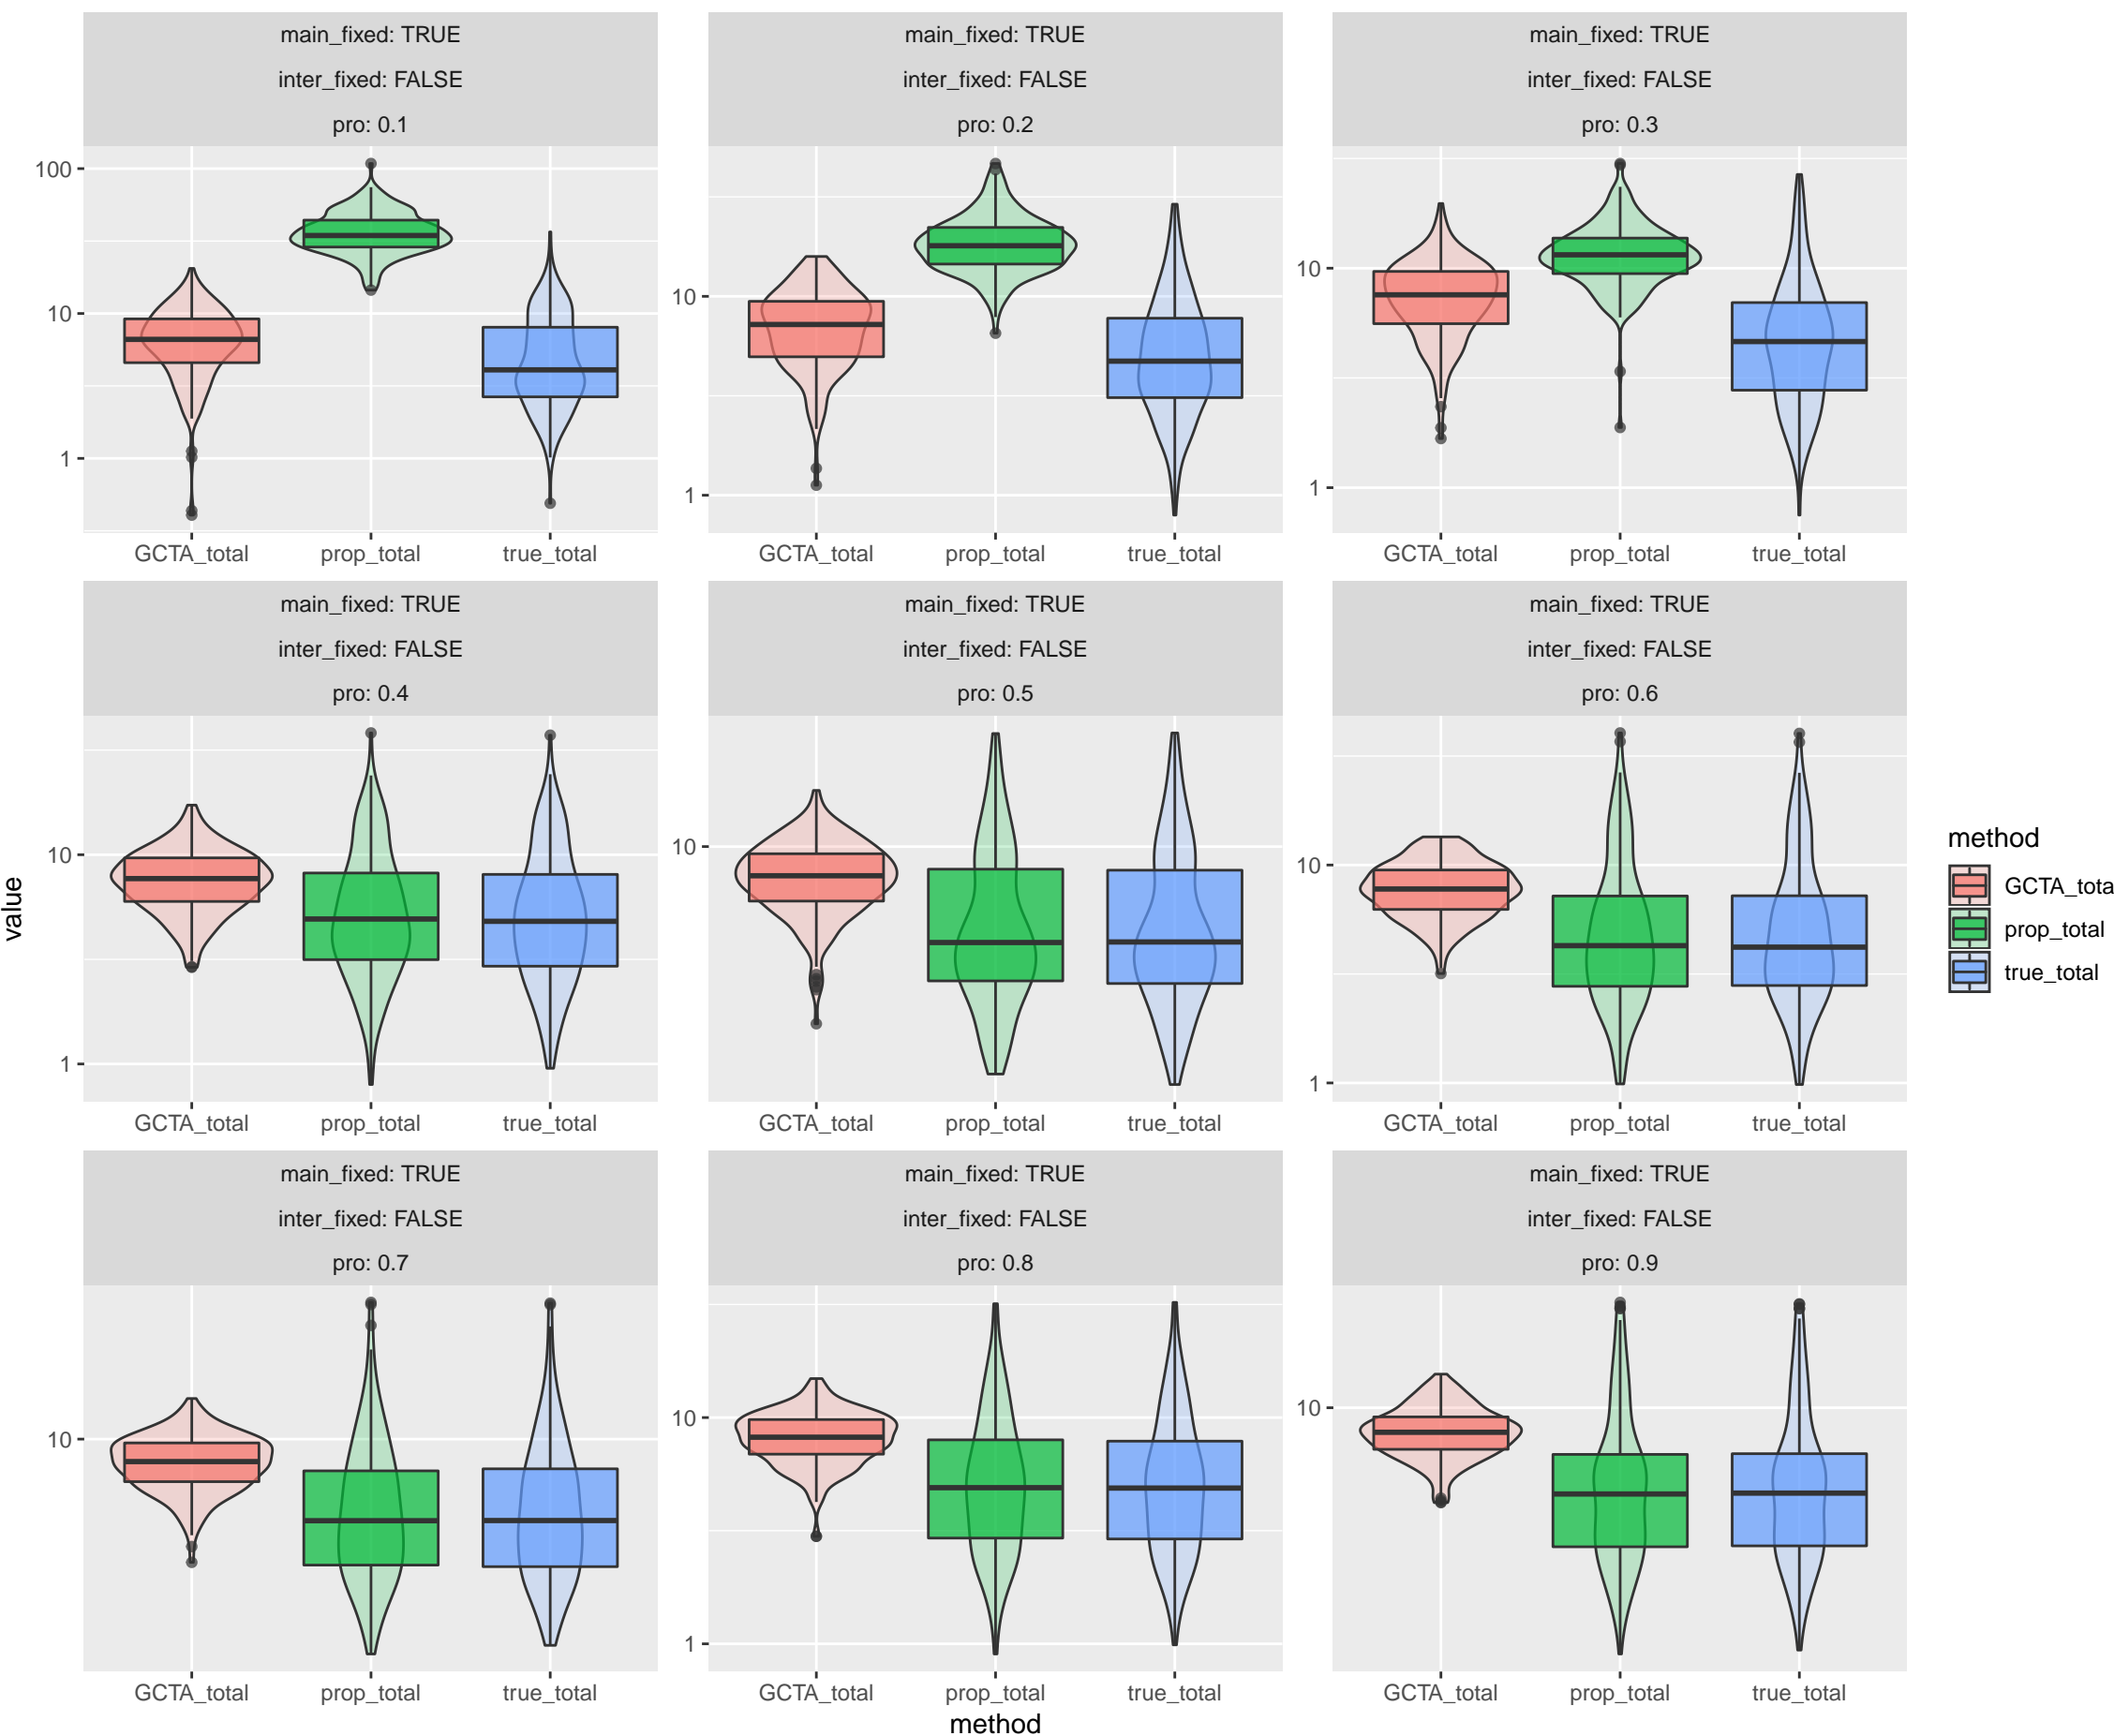 main_fixed: TRUE
inter_fixed: FALSE
pro: 0.1
main_fixed: TRUE
inter_fixed: FALSE
pro: 0.2
main_fixed: TRUE
inter_fixed: FALSE
pro: 0.3
100
10
1
10
1
10
1
GCTA_total prop_total true_total
GCTA_total prop_total true_total
GCTA_total prop_total true_total
main_fixed: TRUE
inter_fixed: FALSE
pro: 0.4
main_fixed: TRUE
inter_fixed: FALSE
pro: 0.5
main_fixed: TRUE
inter_fixed: FALSE
pro: 0.6
10
1
10
10
1
GCTA_total prop_total true_total
GCTA_total prop_total true_total
GCTA_total prop_total true_total
main_fixed: TRUE
inter_fixed: FALSE
pro: 0.7
main_fixed: TRUE
inter_fixed: FALSE
pro: 0.8
main_fixed: TRUE
inter_fixed: FALSE
pro: 0.9
10
10
1
10
GCTA_total prop_total true_total
GCTA_total prop_total true_total
GCTA_total prop_total true_total
value
method
method
GCTA_tota
prop_total
true_total